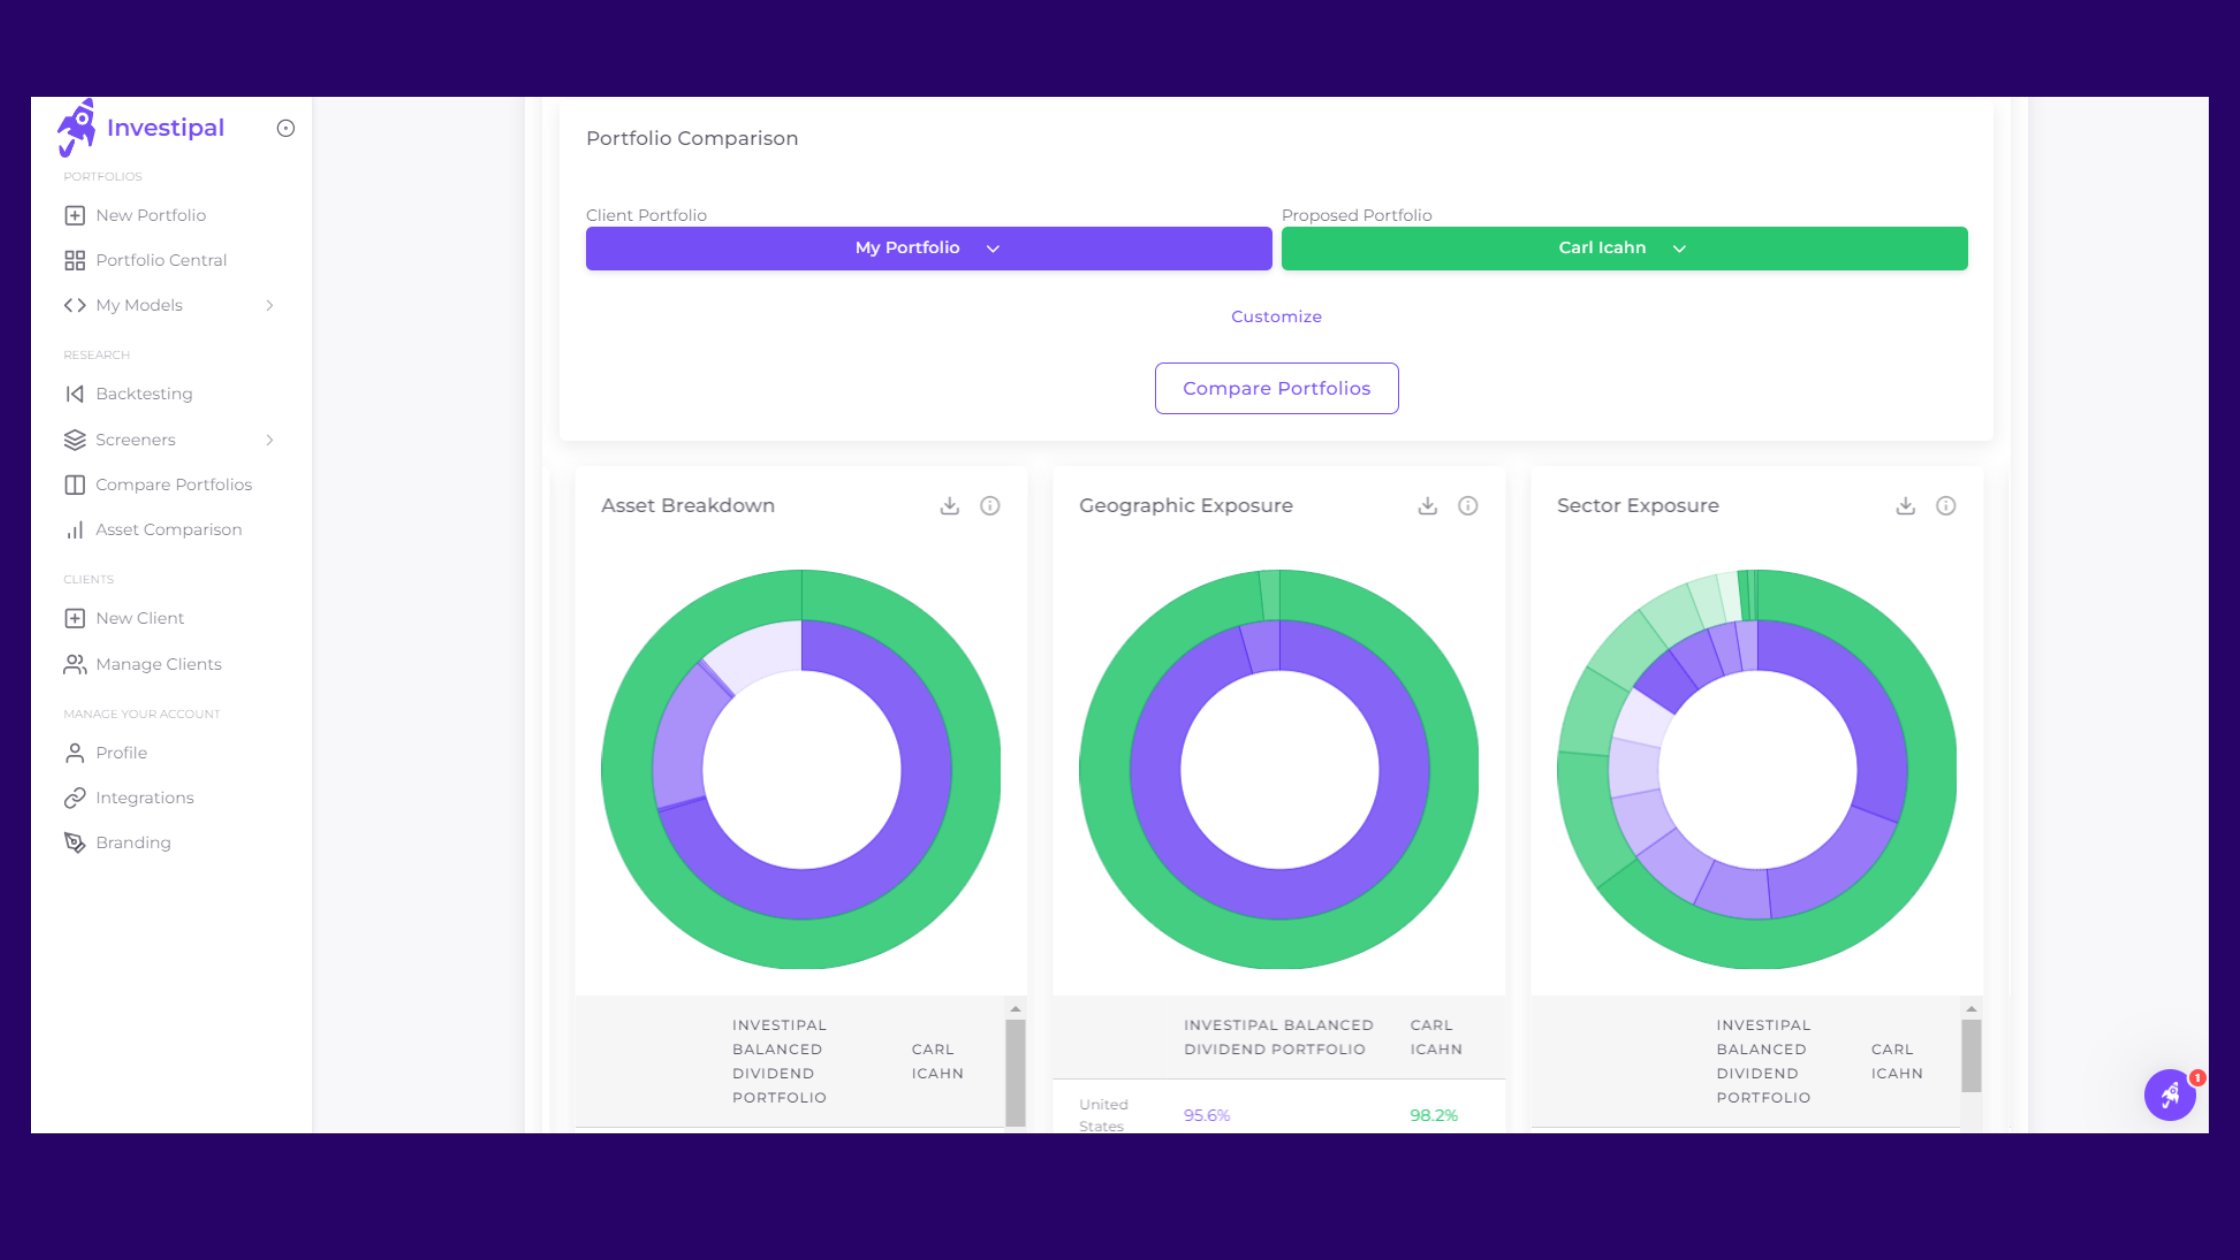 Investipal
PORTFOLIOS
New Portfolio
Portfolio Central
My Models
RESEARCH
Backtesting
Screeners
Compare Portfolios
Asset Comparison
CLIENTS
New Client
Manage Clients
MANAGE YOUR ACCOUNT
Profile
Integrations
Branding
Portfolio Comparison
Client Portfolio
My Portfolio
Proposed Portfolio
Carl Icahn
Customize
Compare Portfolios
Asset Breakdown
INVESTIPAL
BALANCED
DIVIDEND
PORTFOLIO
CARL
ICAHN
Geographic Exposure
INVESTIPAL BALANCED
DIVIDEND PORTFOLIO
CARL
ICAHN
United
States
95.6%
98.2%
Sector Exposure
INVESTIPAL
BALANCED
DIVIDEND
PORTFOLIO
CARL
ICAHN
1